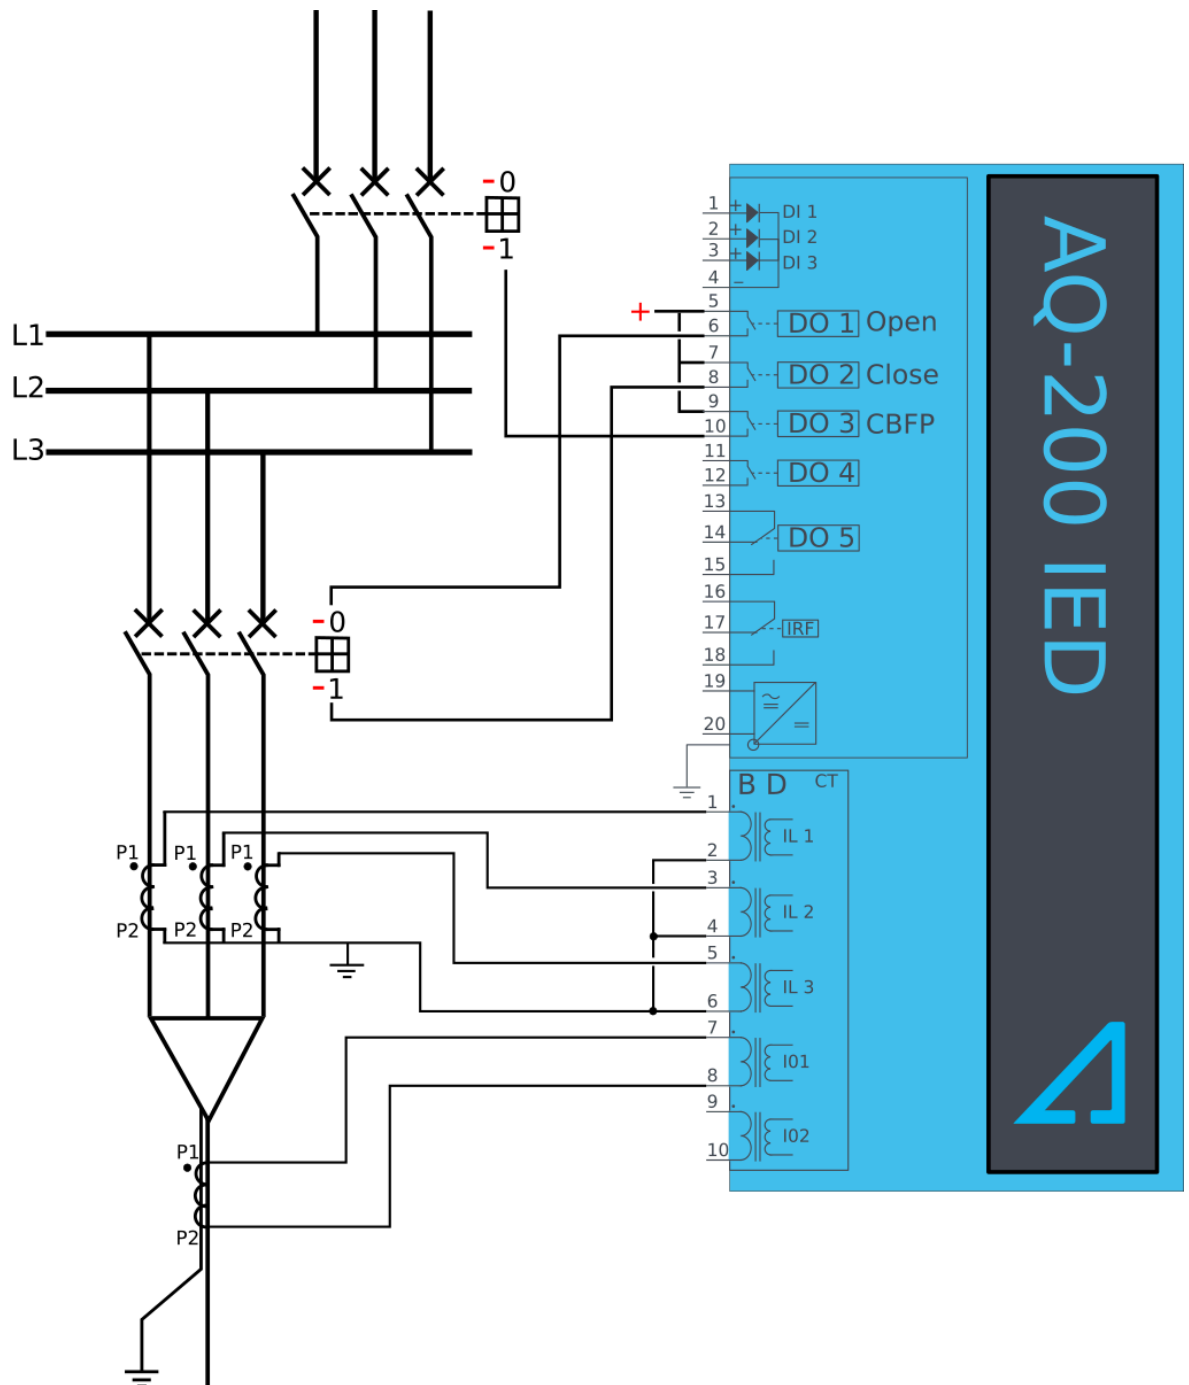 -0
-1
L1
L2
L3
-0
-1
P1 P1 P1
P2 P2 P2
P1
P2
+
1 + DI 1
2 + DI 2
3 + DI 3
4 -
5
6 DO 1 Open
7
8 DO 2 Close
9
10 DO 3 CBFP
11
12 DO 4
13
14 DO 5
15
16
17 IRF
18
19
20
B D CT
1
IL 1
2
3
IL 2
4
5
IL 3
6
7
I01
8
9
I02
10
AQ-200 IED